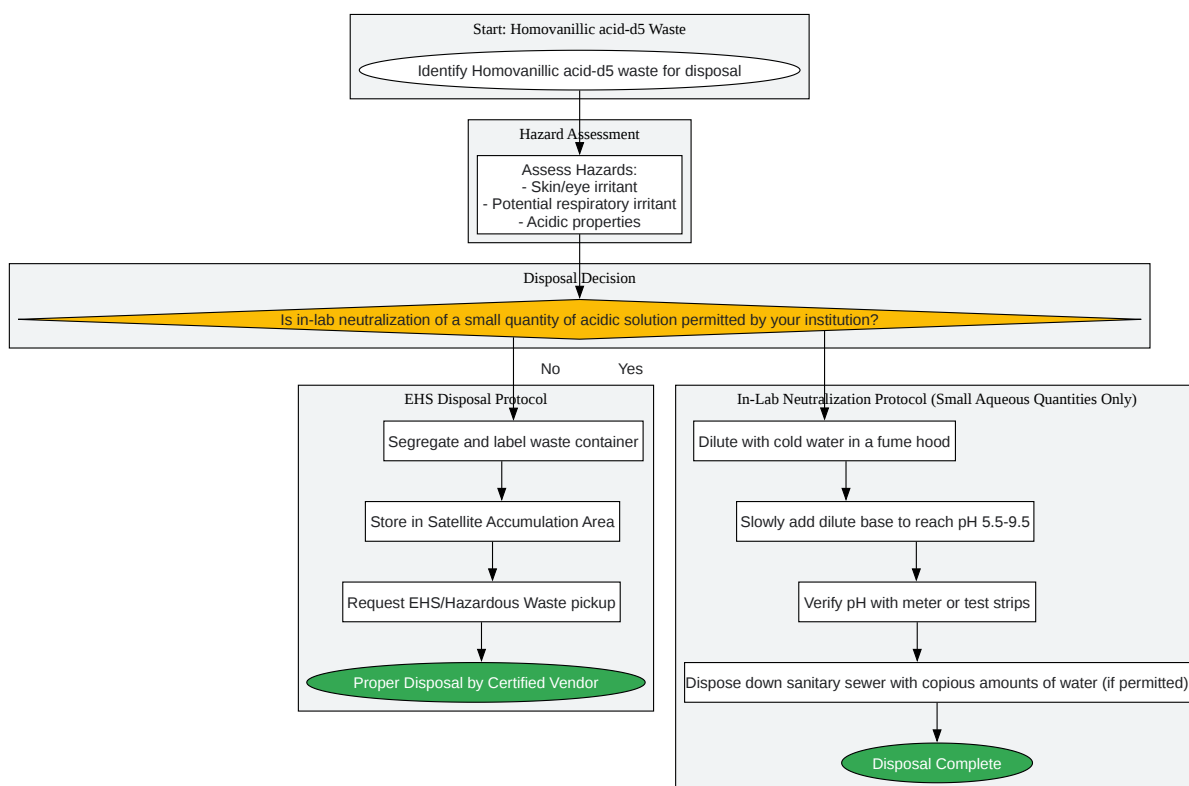 Start: Homovanillic acid-d5 Waste
Identify Homovanillic acid-d5 waste for disposal
Hazard Assessment
Assess Hazards:
- Skin/eye irritant
- Potential respiratory irritant
- Acidic properties
Disposal Decision
Is in-lab neutralization of a small quantity of acidic solution permitted by your institution?
No
Yes
EHS Disposal Protocol
Segregate and label waste container
Store in Satellite Accumulation Area
Request EHS/Hazardous Waste pickup
Proper Disposal by Certified Vendor
In-Lab Neutralization Protocol (Small Aqueous Quantities Only)
Dilute with cold water in a fume hood
Slowly add dilute base to reach pH 5.5-9.5
Verify pH with meter or test strips
Dispose down sanitary sewer with copious amounts of water (if permitted)
Disposal Complete